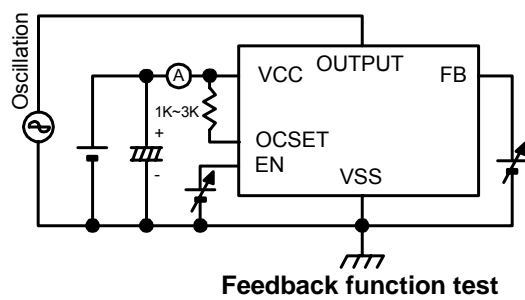 Oscillation
OUTPUT
A
VCC
FB
1K~3K
+
-
OCSET
EN
VSS
Feedback function test